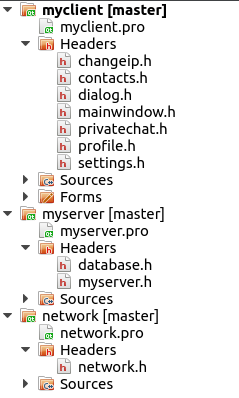 myclient [master]
myclient.pro
Headers
changeip.h
contacts.h
dialog.h
mainwindow.h
privatechat.h
profile.h
settings.h
Sources
Forms
myserver [master]
myserver.pro
Headers
database.h
myserver.h
Sources
network [master]
network.pro
Headers
network.h
Sources